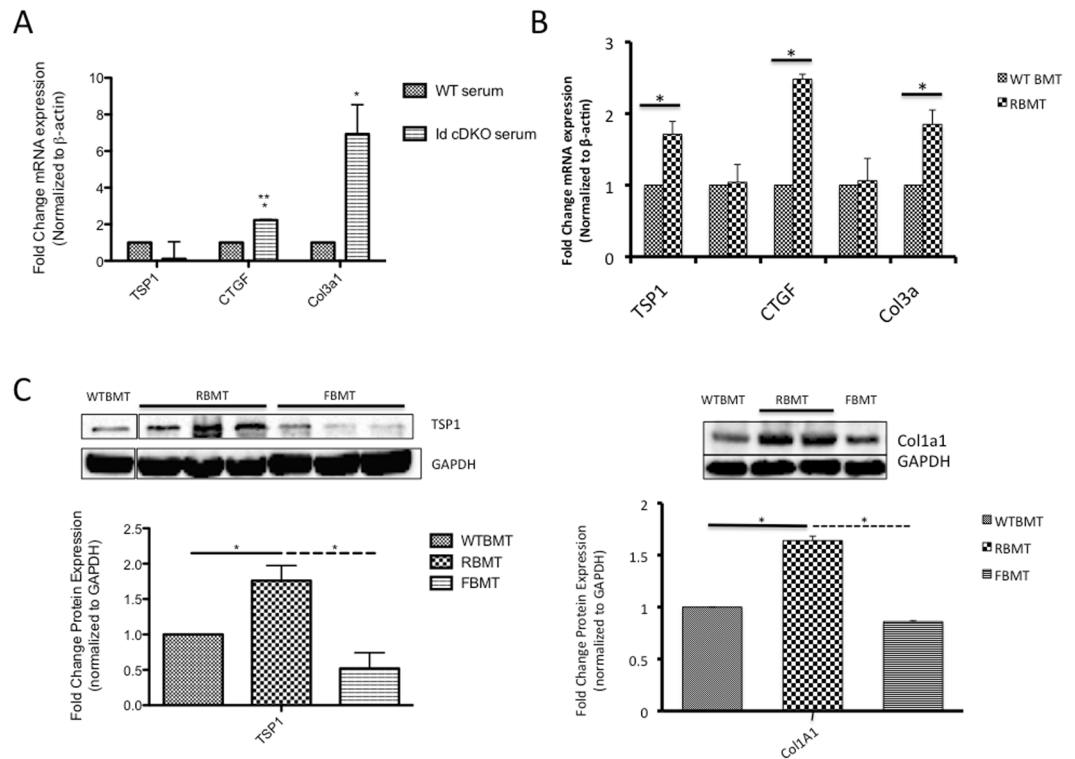 A
Fold Change mRNA expression
(Normalized to β-actin)
10
8
6
4
2
0
**
*
*
TSP1
CTGF
Col3a1
WT serum
Id cDKO serum
B
Fold Change mRNA expression
(Normalized to β-actin)
3
2
1
0
*
*
*
TSP1
CTGF
Col3a
WT BMT
RBMT
C
WTBMT
RBMT
FBMT
TSP1
GAPDH
Fold Change Protein Expression
(normalized to GAPDH)
2.5
2.0
1.5
1.0
0.5
0.0
*
*
TSP1
WTBMT
RBMT
FBMT
WTBMT
RBMT
FBMT
Col1a1
GAPDH
Fold Change Protein Expression
(normalized to GAPDH)
2
1.5
1
0.5
0
*
*
Col1A1
WTBMT
RBMT
FBMT